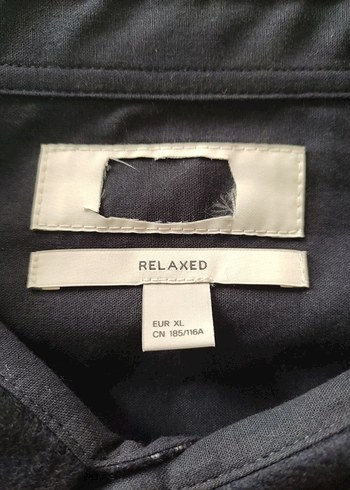 RELAXED
EUR XL
CN 185/116A